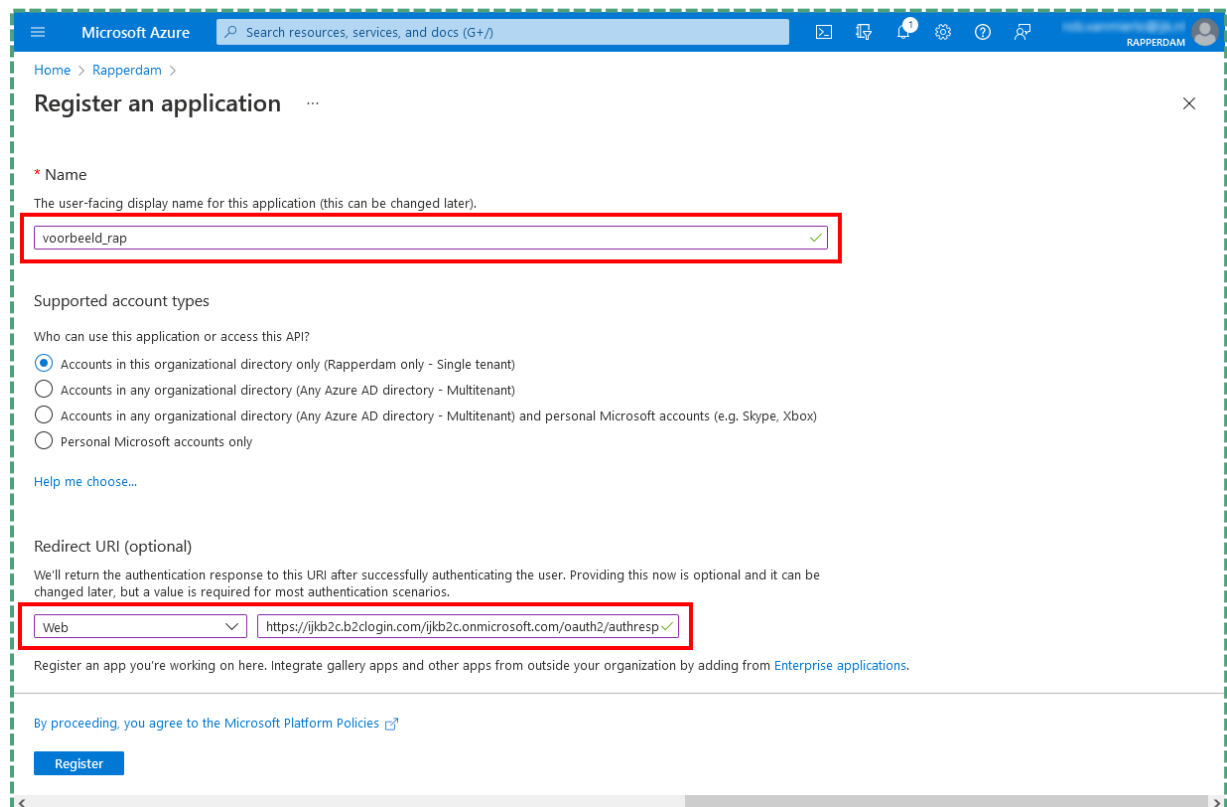 Microsoft Azure
Search resources, services, and docs (G+/)
1
RAPPERDAM
Home > Rapperdam >
Register an application ...
* Name
The user-facing display name for this application (this can be changed later).
voorbeeld_rap
Supported account types
Who can use this application or access this API?
Accounts in this organizational directory only (Rapperdam only - Single tenant)
Accounts in any organizational directory (Any Azure AD directory - Multitenant)
Accounts in any organizational directory (Any Azure AD directory - Multitenant) and personal Microsoft accounts (e.g. Skype, Xbox)
Personal Microsoft accounts only
Help me choose...
Redirect URI (optional)
We'll return the authentication response to this URI after successfully authenticating the user. Providing this now is optional and it can be
changed later, but a value is required for most authentication scenarios.
Web
https://ijkb2c.b2clogin.com/ijkb2c.onmicrosoft.com/oauth2/authresp
Register an app you're working on here. Integrate gallery apps and other apps from outside your organization by adding from Enterprise applications.
By proceeding, you agree to the Microsoft Platform Policies
Register